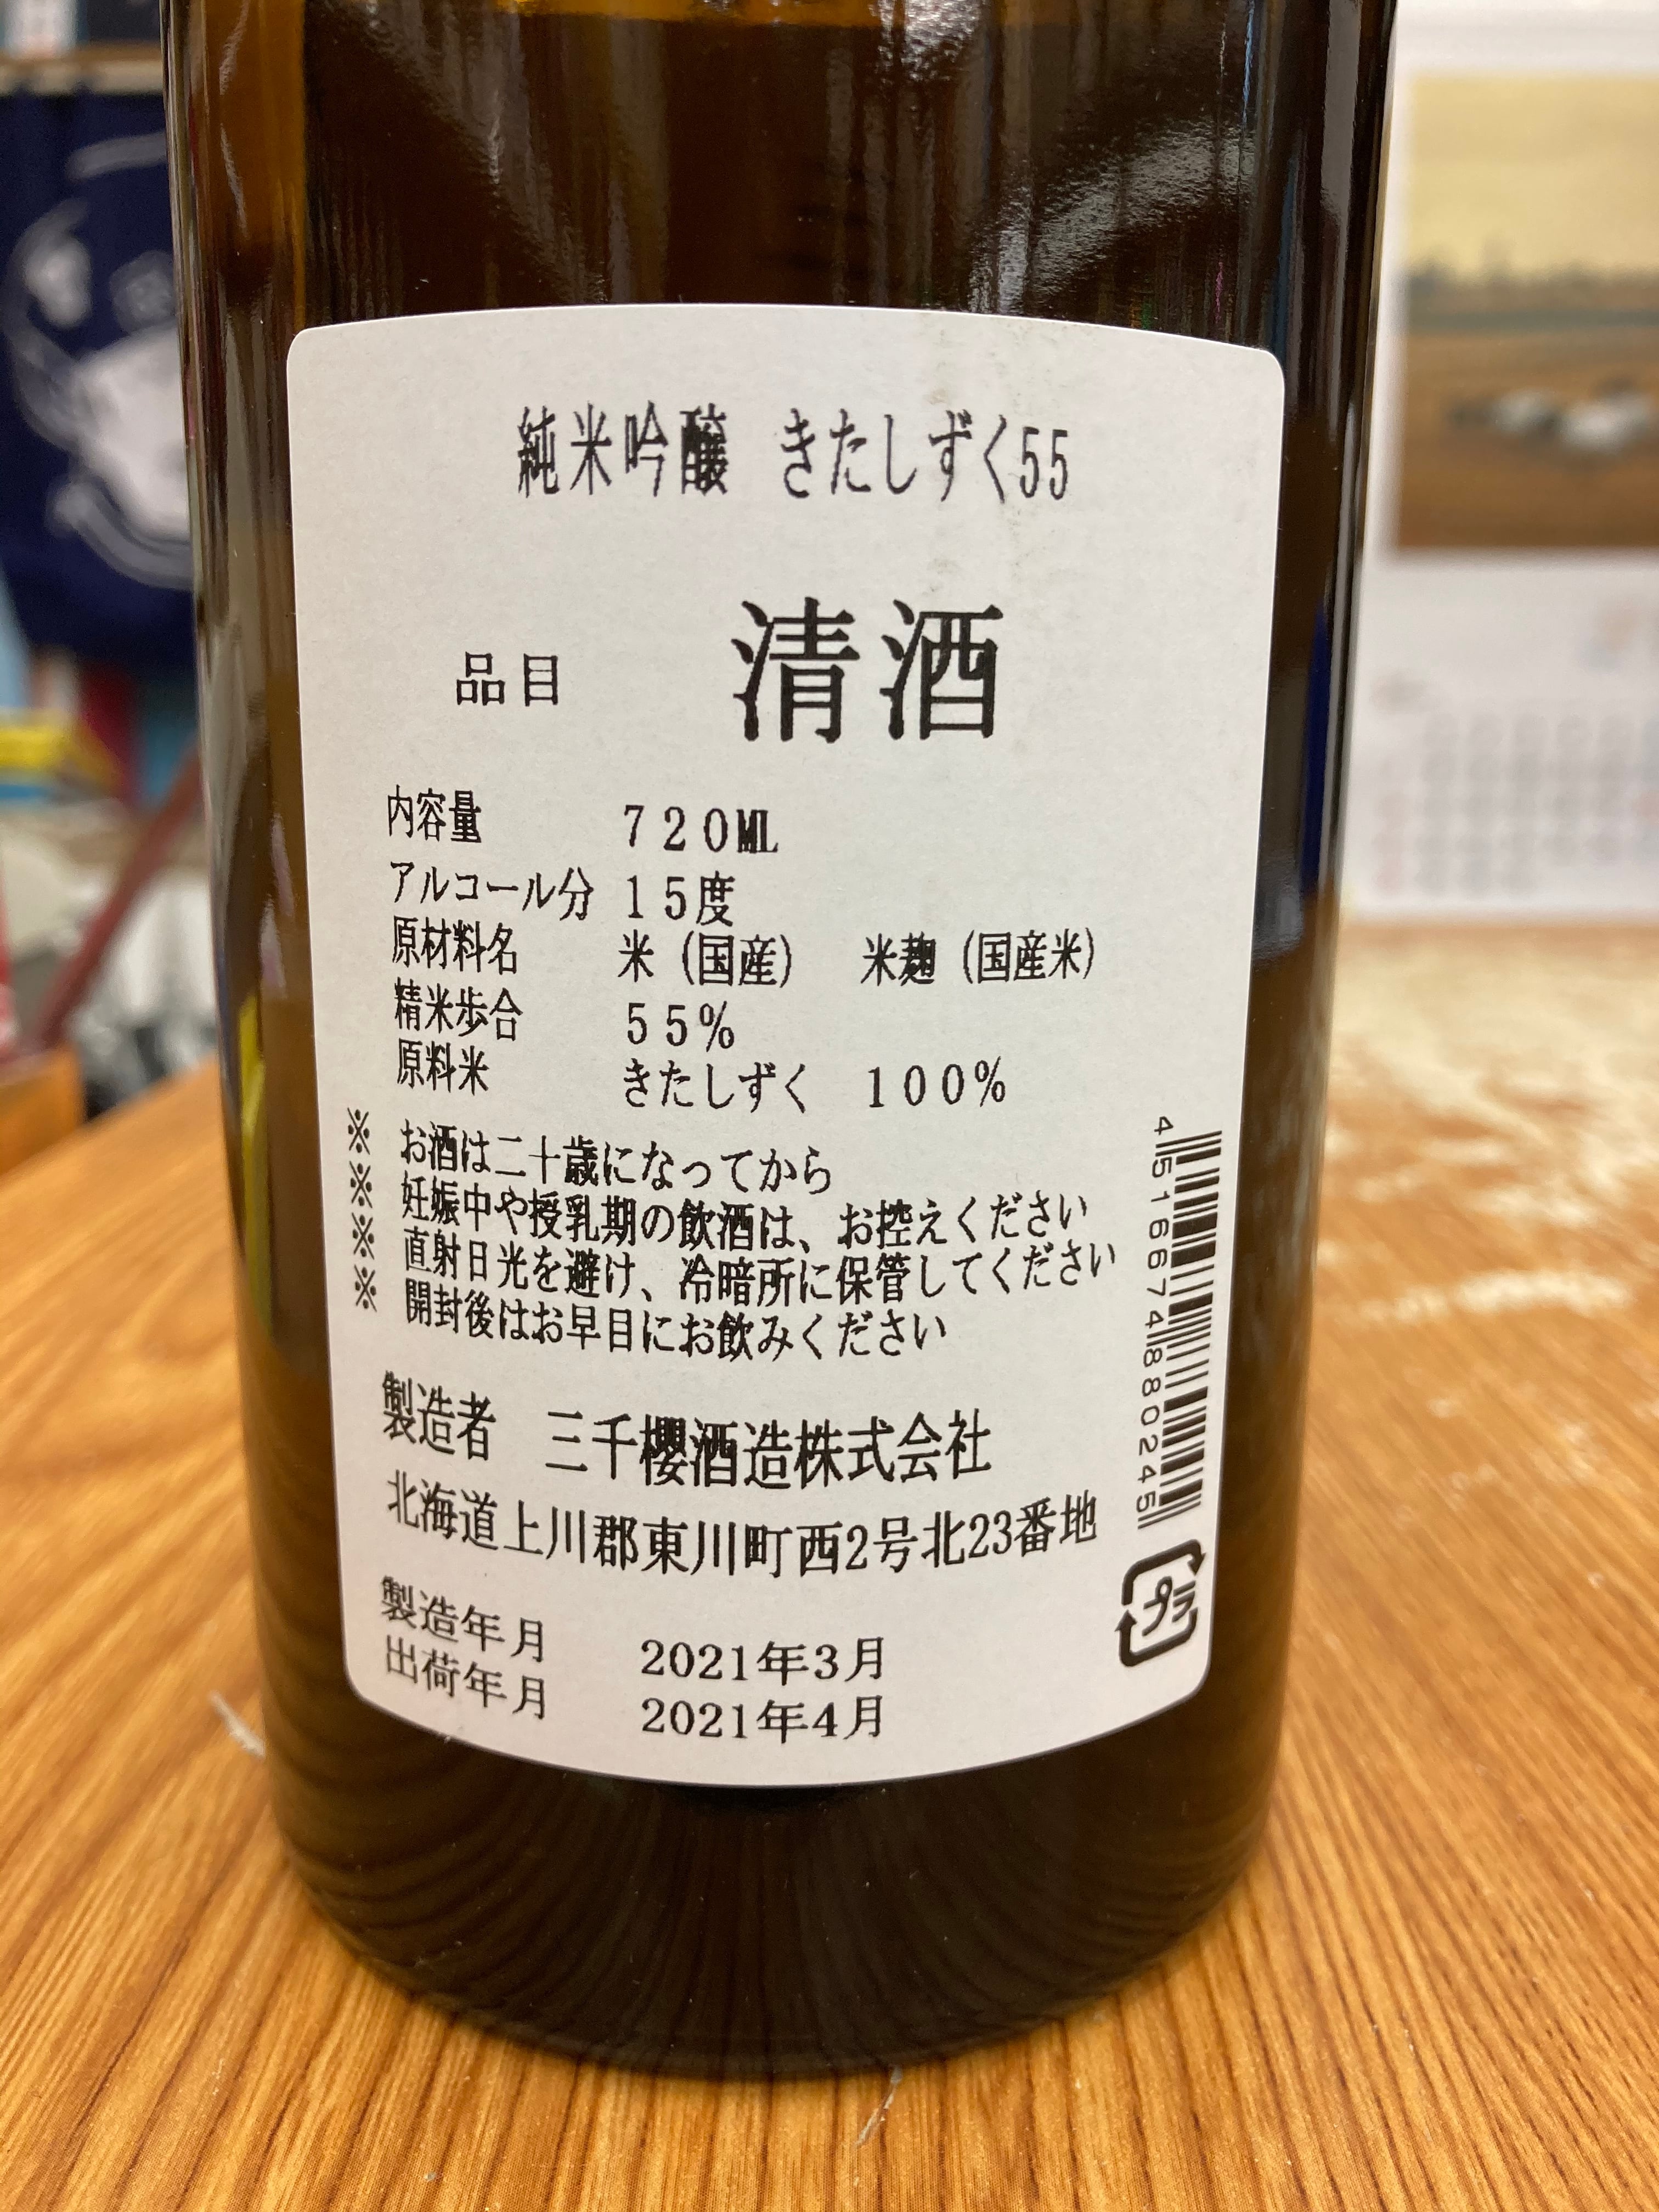 純米吟醸 きたしずく55
品目 清酒
内容量 720ML
アルコール分 15度
原材料名 米（国産） 米麹（国産米）
精米歩合 55%
原料米 きたしずく 100%
※ お酒は二十歳になってから
※ 妊娠中や授乳期の飲酒は、お控えください
※ 直射日光を避け、冷暗所に保管してください
※ 開封後はお早目にお飲みください
製造者 三千櫻酒造株式会社
北海道上川郡東川町西2号北23番地
製造年月 2021年3月
出荷年月 2021年4月
4516674880245
プラ